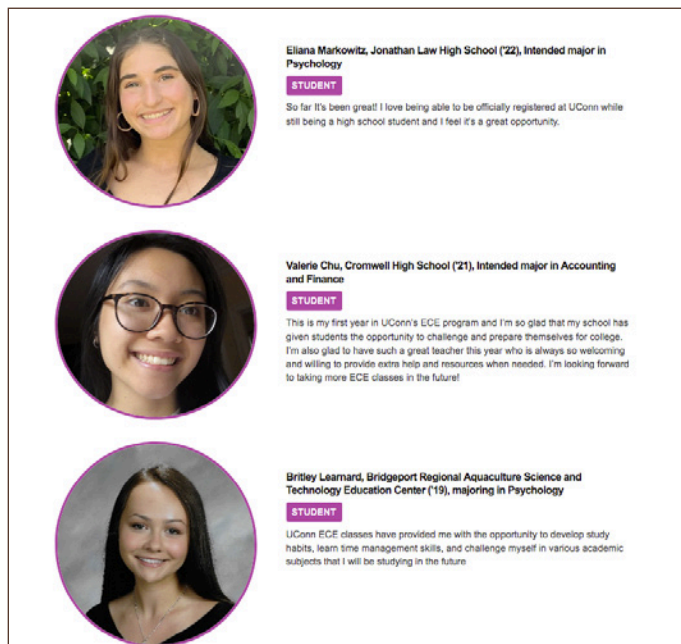 Eliana Markowitz, Jonathan Law High School ('22), Intended major in
Psychology
STUDENT
So far It's been great! I love being able to be officially registered at UConn while
still being a high school student and I feel it's a great opportunity.
Valerie Chu, Cromwell High School ('21), Intended major in Accounting
and Finance
STUDENT
This is my first year in UConn's ECE program and I'm so glad that my school has
given students the opportunity to challenge and prepare themselves for college.
I'm also glad to have such a great teacher this year who is always so welcoming
and willing to provide extra help and resources when needed. I'm looking forward
to taking more ECE classes in the future!
Britley Learnard, Bridgeport Regional Aquaculture Science and
Technology Education Center ('19), majoring in Psychology
STUDENT
UConn ECE classes have provided me with the opportunity to develop study
habits, learn time management skills, and challenge myself in various academic
subjects that I will be studying in the future